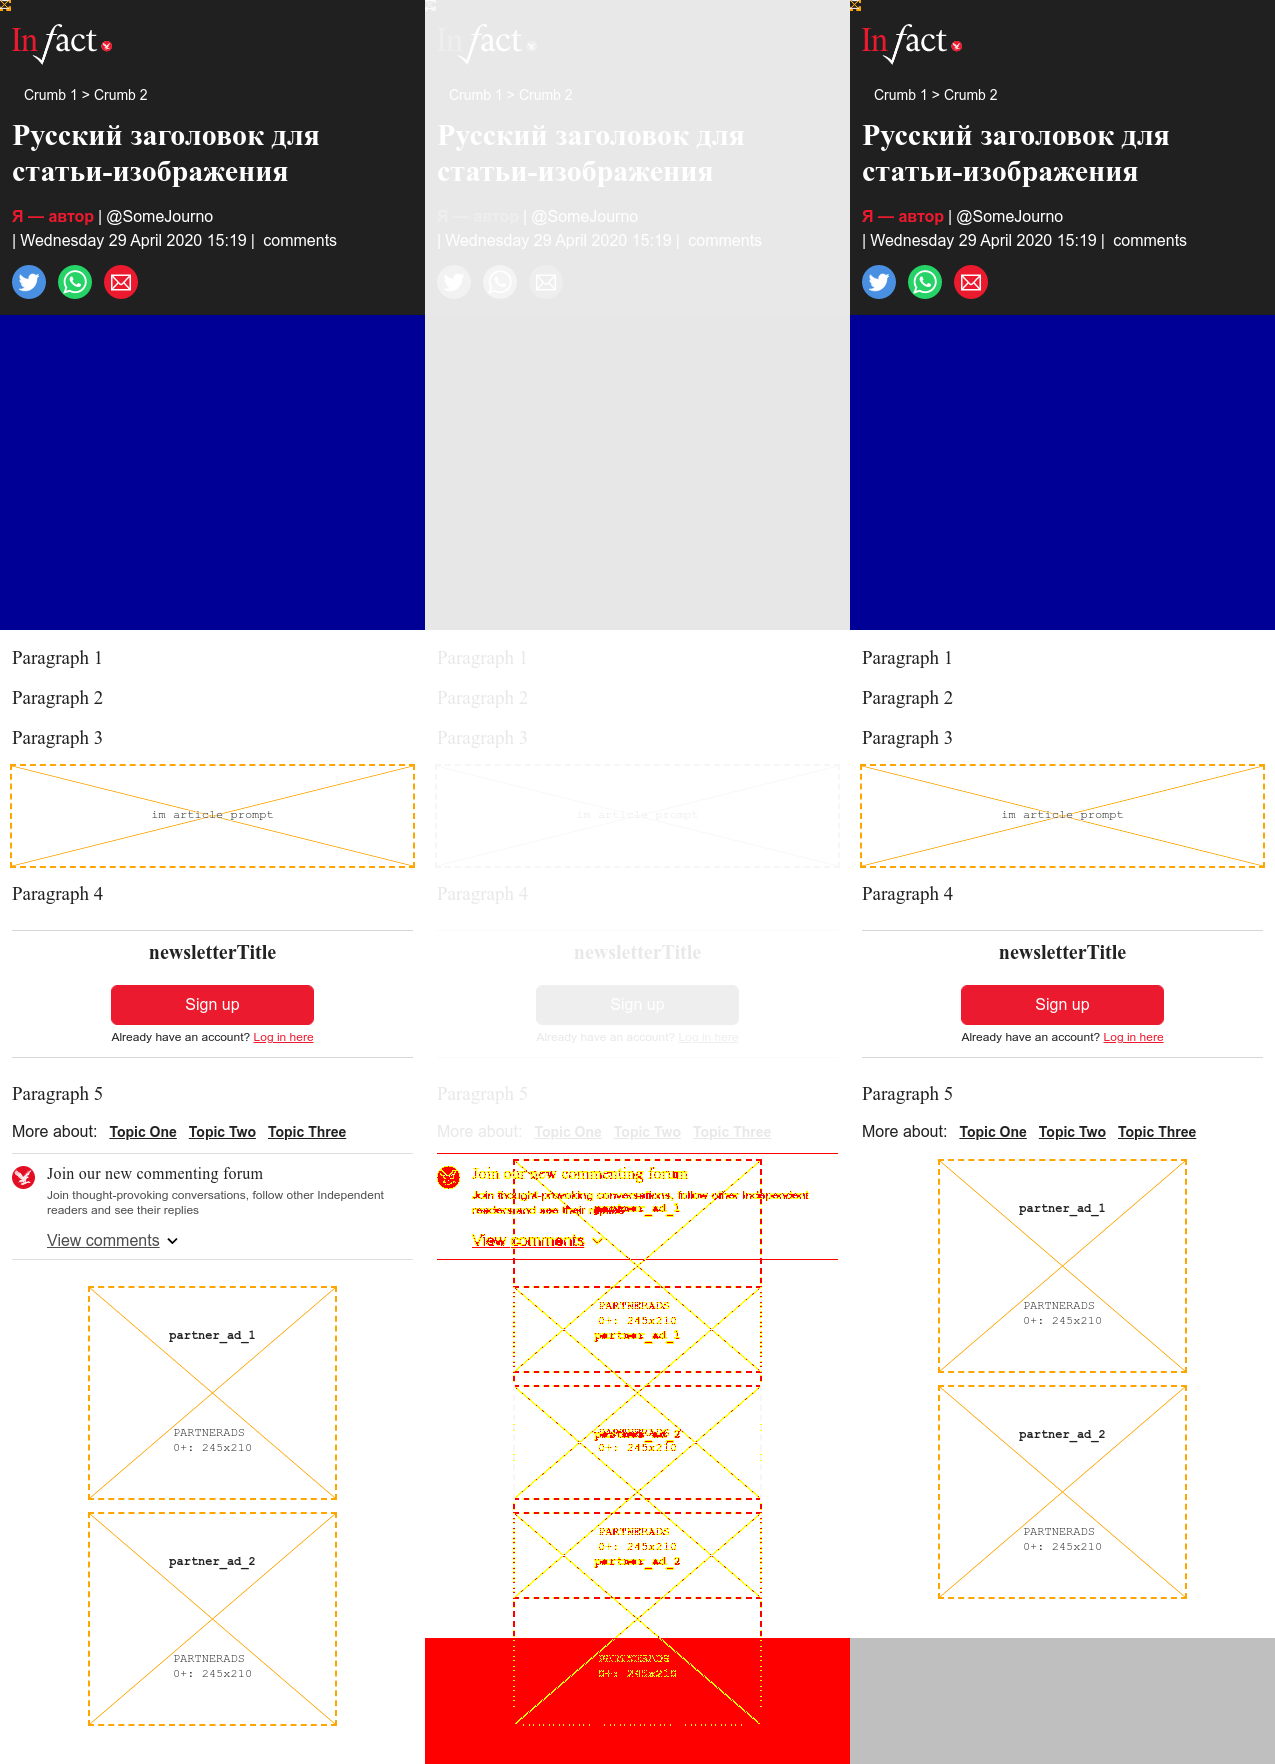 In fact
Crumb 1 > Crumb 2
Русский заголовок для
статьи-изображения
Я — автор | @SomeJourno
| Wednesday 29 April 2020 15:19 | comments
Paragraph 1
Paragraph 2
Paragraph 3
im article prompt
Paragraph 4
newsletterTitle
Sign up
Already have an account? Log in here
Paragraph 5
More about: Topic One Topic Two Topic Three
Join our new commenting forum
Join thought-provoking conversations, follow other Independent
readers and see their replies
View comments
partner_ad_1
PARTNERADS
0+: 245x210
partner_ad_2
PARTNERADS
0+: 245x210
In fact
Crumb 1 > Crumb 2
Русский заголовок для
статьи-изображения
Я — автор | @SomeJourno
| Wednesday 29 April 2020 15:19 | comments
Paragraph 1
Paragraph 2
Paragraph 3
im article prompt
Paragraph 4
newsletterTitle
Sign up
Already have an account? Log in here
Paragraph 5
More about: Topic One Topic Two Topic Three
Join our new commenting forum
Join thought-provoking conversations, follow other Independent
readers and see their replies
partner_ad_1
View comments
PARTNERADS
0+: 245x210
partner_ad_1
partner_ad_2
0+: 245x210
PARTNERADS
0+: 245x210
partner_ad_2
PARTNERADS
0+: 245x210
In fact
Crumb 1 > Crumb 2
Русский заголовок для
статьи-изображения
Я — автор | @SomeJourno
| Wednesday 29 April 2020 15:19 | comments
Paragraph 1
Paragraph 2
Paragraph 3
im article prompt
Paragraph 4
newsletterTitle
Sign up
Already have an account? Log in here
Paragraph 5
More about: Topic One Topic Two Topic Three
partner_ad_1
PARTNERADS
0+: 245x210
partner_ad_2
PARTNERADS
0+: 245x210